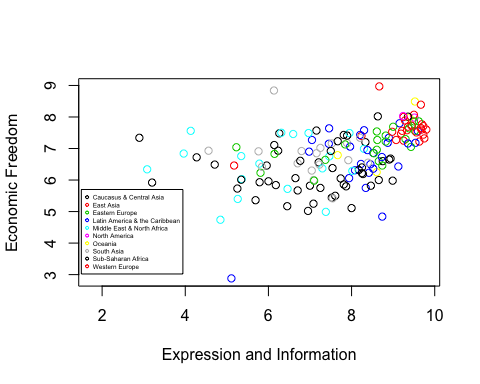 9
8
7
6
5
4
3
Economic Freedom
Caucasus & Central Asia
East Asia
Eastern Europe
Latin America & the Caribbean
Middle East & North Africa
North America
Oceania
South Asia
Sub-Saharan Africa
Western Europe
2 4 6 8 10
Expression and Information